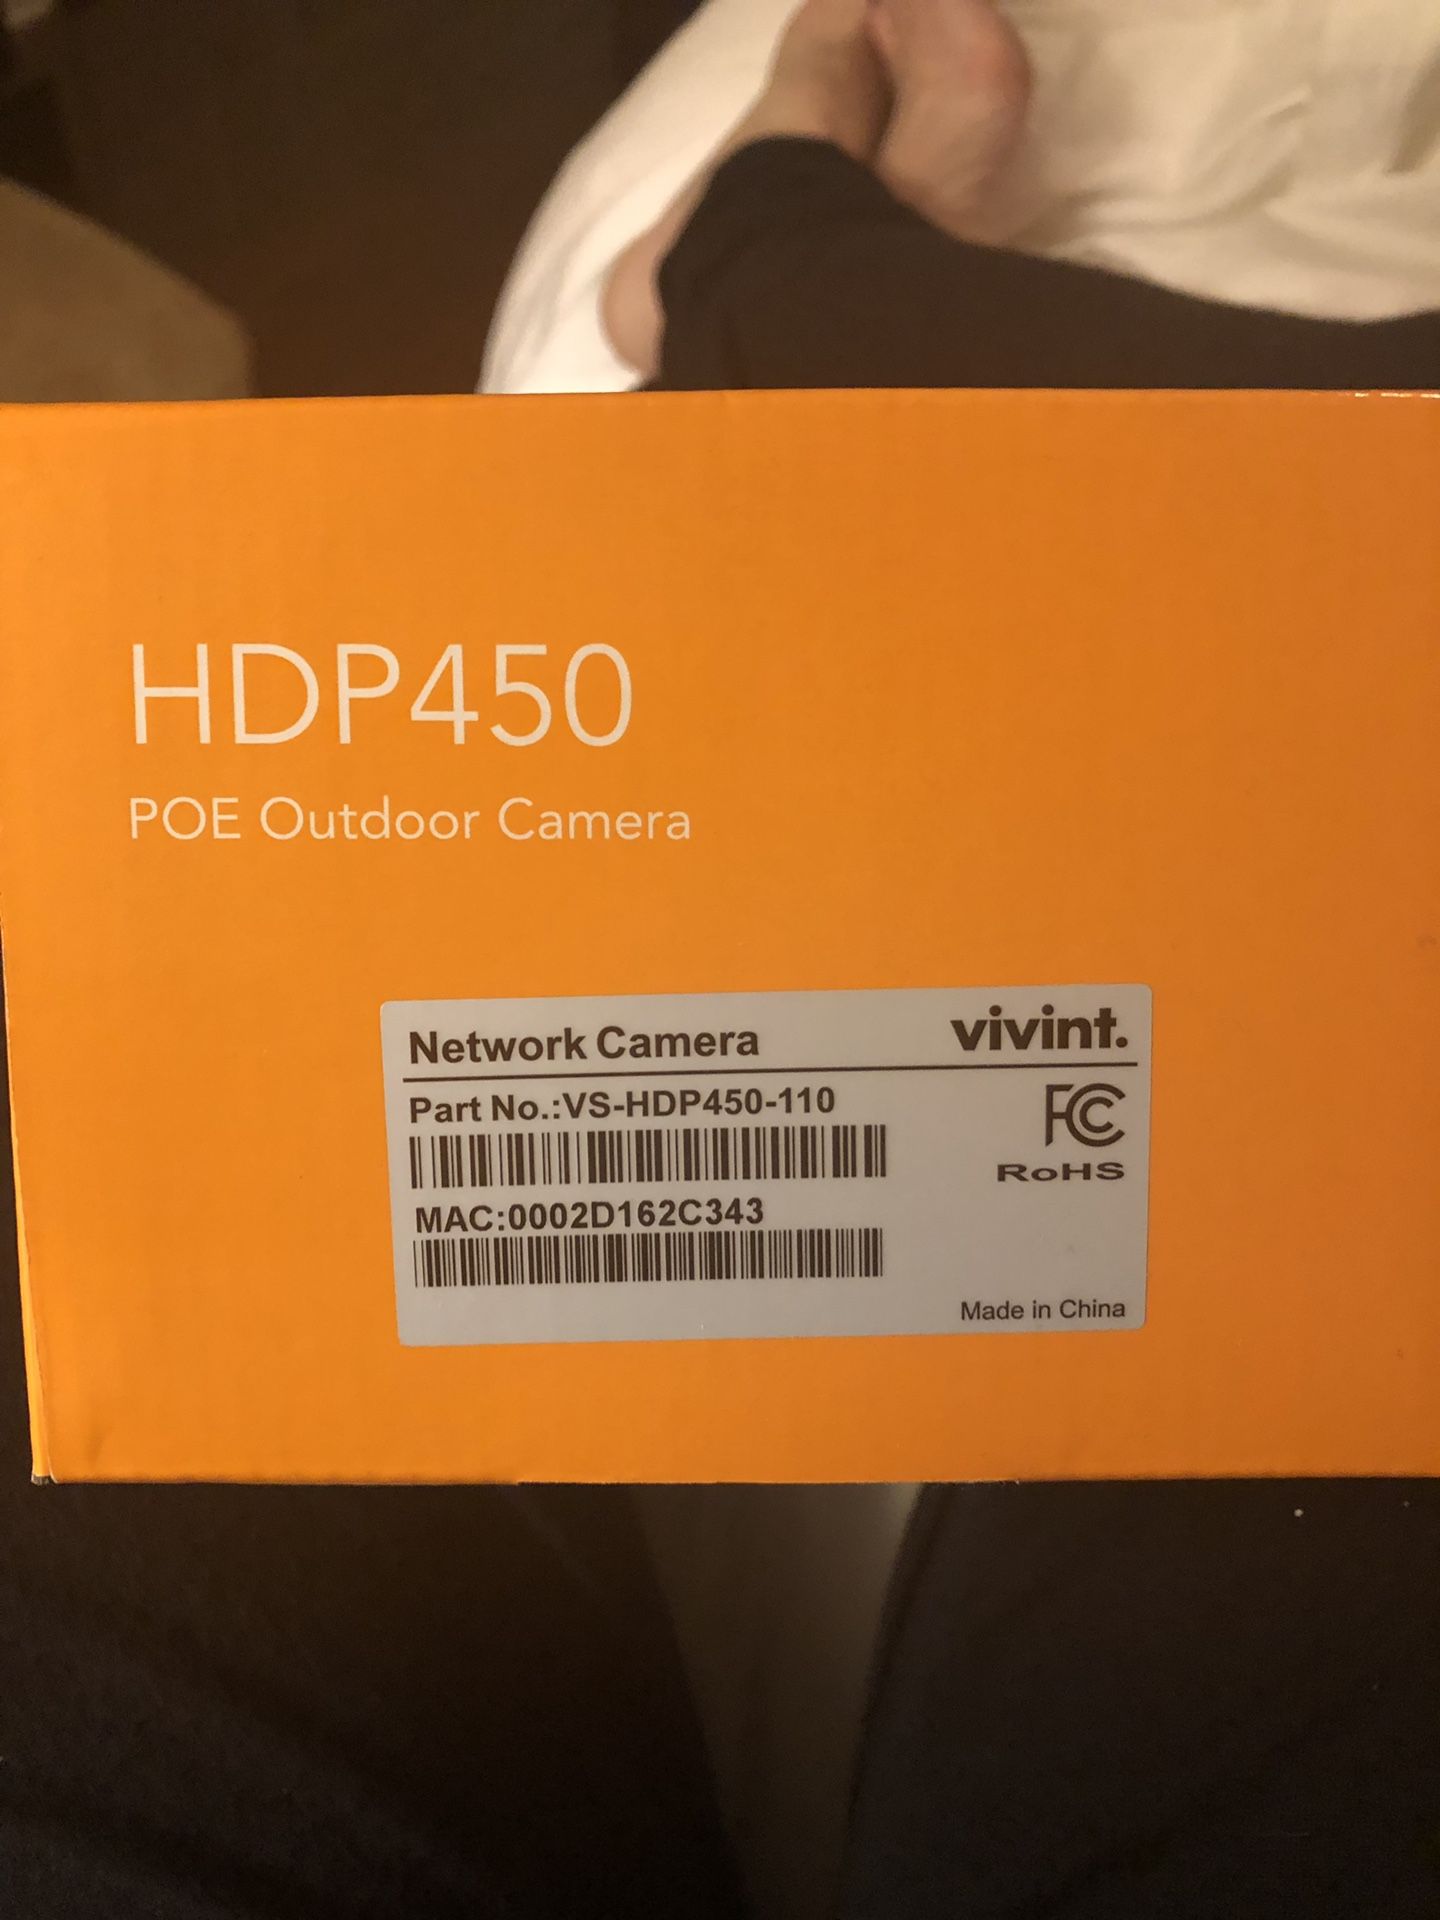 HDP450
POE Outdoor Camera
Network Camera
vivint.
Part No.:VS-HDP450-110
FC
RoHS
MAC:0002D162C343
Made in China